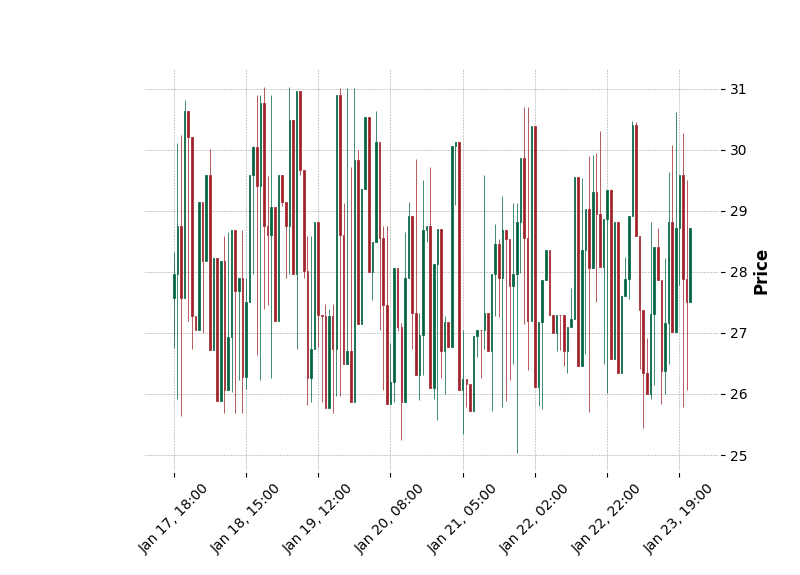 31
30
29
28
27
26
25
Price
Jan 17, 18:00
Jan 18, 15:00
Jan 19, 12:00
Jan 20, 08:00
Jan 21, 05:00
Jan 22, 02:00
Jan 22, 22:00
Jan 23, 19:00